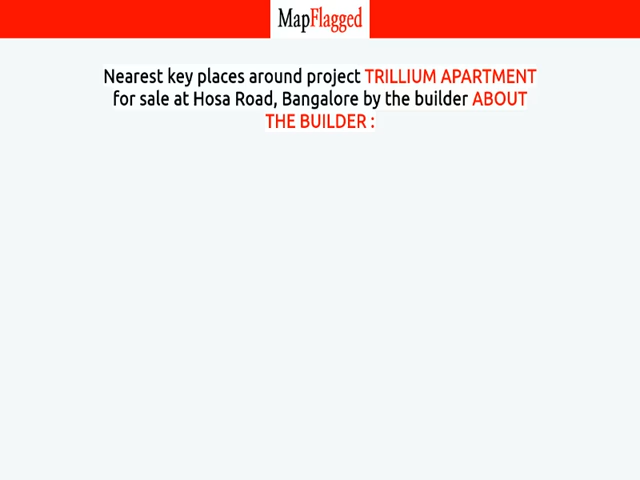 MapFlagged
Nearest key places around project TRILLIUM APARTMENT
for sale at Hosa Road, Bangalore by the builder ABOUT
THE BUILDER :